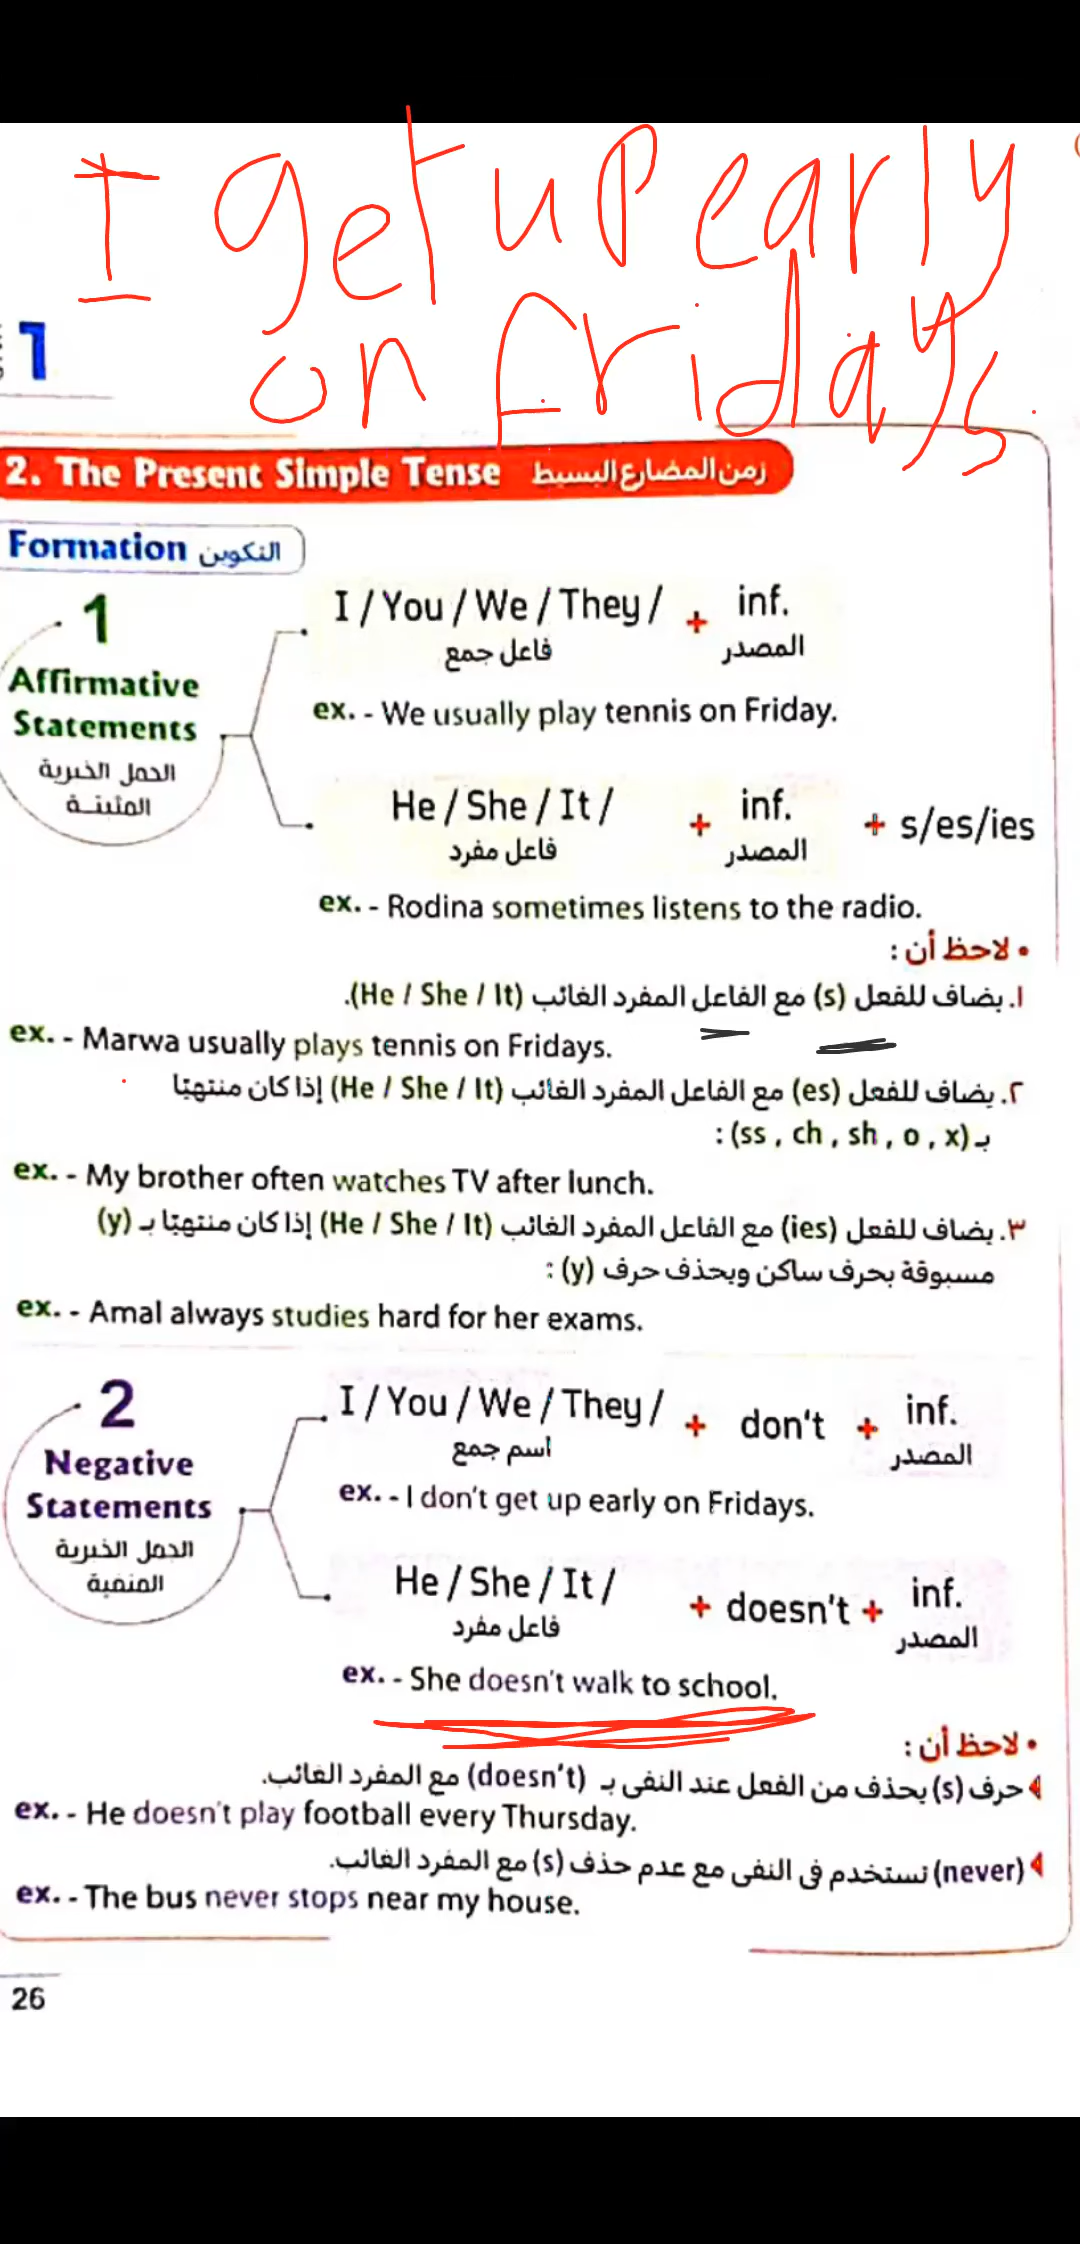 I get up early
on fridays
1
2. The Present Simple Tense زمن المضارع البسيط
Formation التكوين
1
Affirmative
Statements
الجمل الخبرية
المثبتـة
I / You / We / They / + inf.
فاعل جمع المصدر
ex. - We usually play tennis on Friday.
He / She / It / + inf. + s/es/ies
فاعل مفرد المصدر
ex. - Rodina sometimes listens to the radio.
• لاحظ أن :
١. يضاف للفعل (s) مع الفاعل المفرد الغائب (He / She / It).
ex. - Marwa usually plays tennis on Fridays.
٢. يضاف للفعل (es) مع الفاعل المفرد الغائب (He / She / It) إذا كان منتهيًا
بـ (ss , ch , sh , o , x) :
ex. - My brother often watches TV after lunch.
٣. يضاف للفعل (ies) مع الفاعل المفرد الغائب (He / She / It) إذا كان منتهيًا بـ (y)
مسبوقة بحرف ساكن ويحذف حرف (y) :
ex. - Amal always studies hard for her exams.
2
Negative
Statements
الجمل الخبرية
المنفية
I / You / We / They / + don't + inf.
اسم جمع المصدر
ex. - I don't get up early on Fridays.
He / She / It / + doesn't + inf.
فاعل مفرد المصدر
ex. - She doesn't walk to school.
• لاحظ أن :
حرف (s) يحذف من الفعل عند النفى بـ (doesn't) مع المفرد الغائب.
ex. - He doesn't play football every Thursday.
(never) تستخدم فى النفى مع عدم حذف (s) مع المفرد الغائب.
ex. - The bus never stops near my house.
26